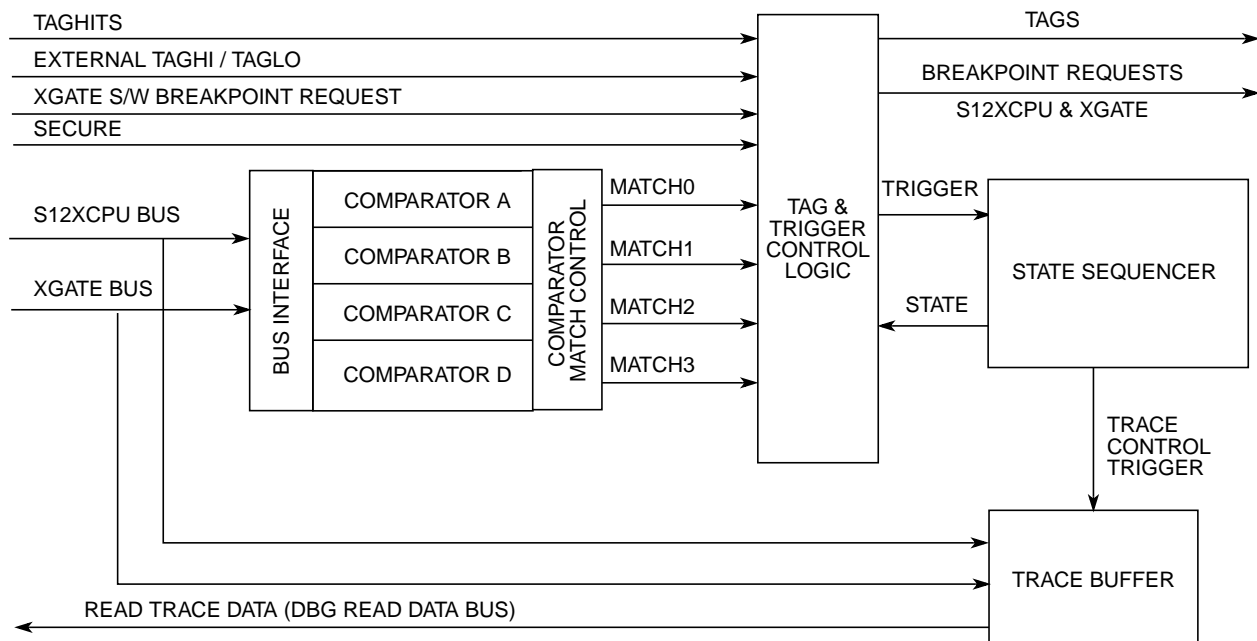 TAGHITS
TAGS
EXTERNAL TAGHI / TAGLO
BREAKPOINT REQUESTS
XGATE S/W BREAKPOINT REQUEST
S12XCPU & XGATE
SECURE
S12XCPU BUS
XGATE BUS
BUS INTERFACE
COMPARATOR A
COMPARATOR B
COMPARATOR C
COMPARATOR D
COMPARATOR
MATCH CONTROL
MATCH0
MATCH1
MATCH2
MATCH3
TAG &
TRIGGER
CONTROL
LOGIC
TRIGGER
STATE
STATE SEQUENCER
TRACE
CONTROL
TRIGGER
TRACE BUFFER
READ TRACE DATA (DBG READ DATA BUS)